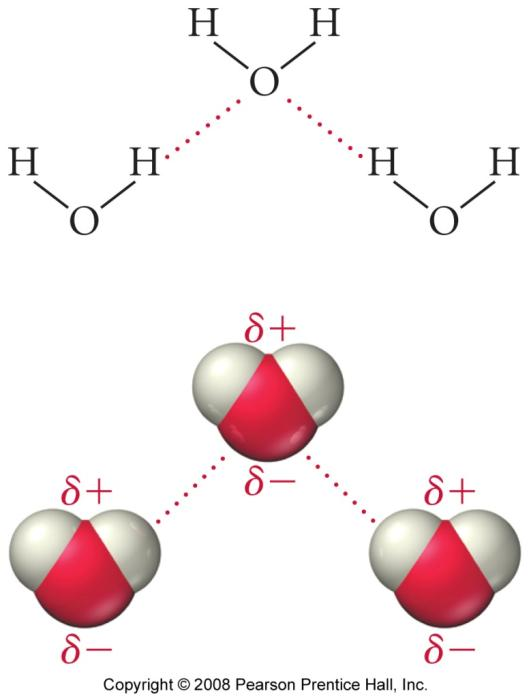 H H
O
H H H H
O O
δ+
δ−
δ+ δ+
δ− δ−
Copyright © 2008 Pearson Prentice Hall, Inc.